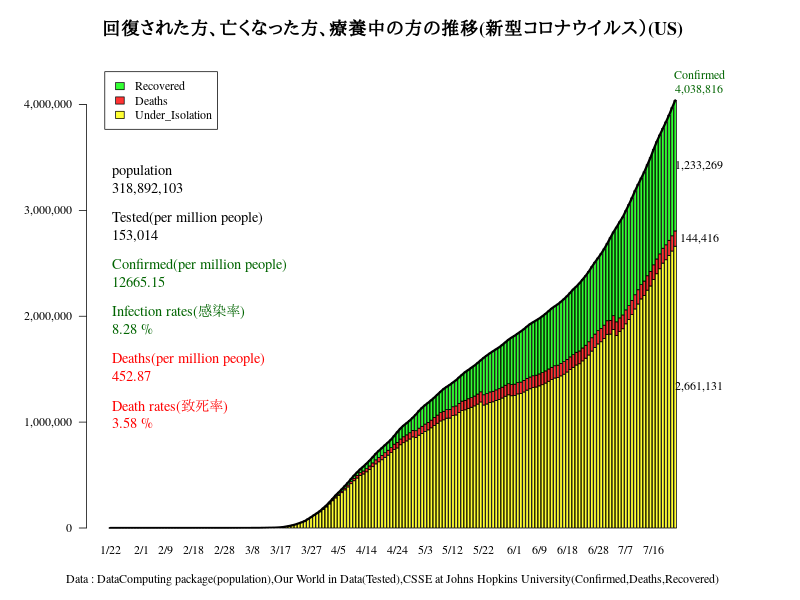 回復された方、亡くなった方、療養中の方の推移(新型コロナウイルス）(US)
Confirmed
4,038,816
Recovered
Deaths
Under_Isolation
4,000,000
3,000,000
2,000,000
1,000,000
0
population
318,892,103
Tested(per million people)
153,014
Confirmed(per million people)
12665.15
Infection rates(感染率)
8.28 %
Deaths(per million people)
452.87
Death rates(致死率)
3.58 %
1,233,269
144,416
2,661,131
1/22 2/1 2/9 2/18 2/28 3/8 3/17 3/27 4/5 4/14 4/24 5/3 5/12 5/22 6/1 6/9 6/18 6/28 7/7 7/16
Data : DataComputing package(population),Our World in Data(Tested),CSSE at Johns Hopkins University(Confirmed,Deaths,Recovered)